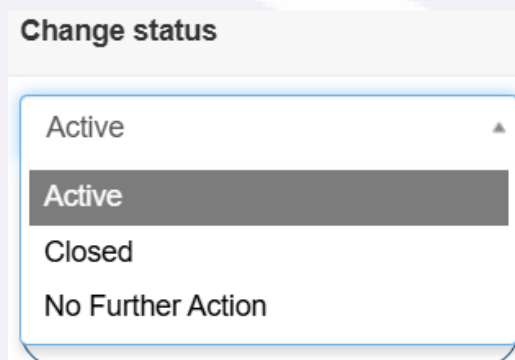 Change status
Active
Active
Closed
No Further Action